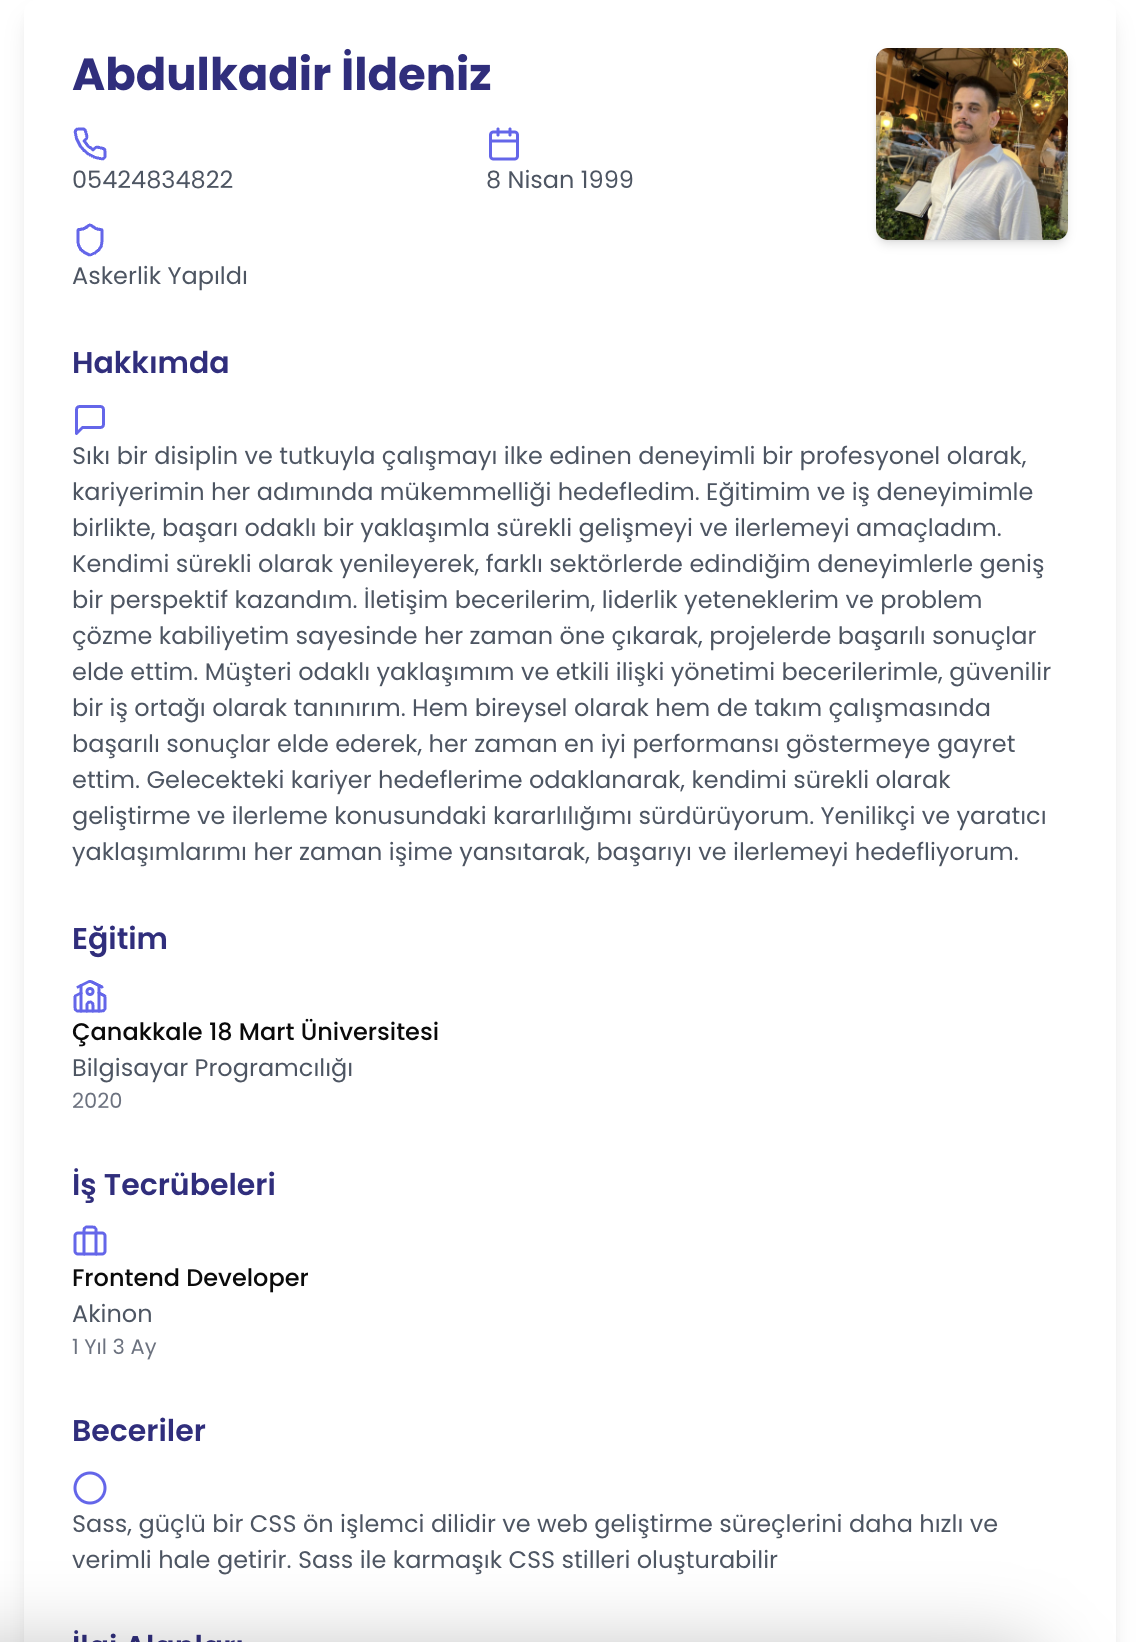 Abdulkadir İldeniz
05424834822
8 Nisan 1999
Askerlik Yapıldı
Hakkımda
Sıkı bir disiplin ve tutkuyla çalışmayı ilke edinen deneyimli bir profesyonel olarak,
kariyerimin her adımında mükemmelliği hedefledim. Eğitimim ve iş deneyimimle
birlikte, başarı odaklı bir yaklaşımla sürekli gelişmeyi ve ilerlemeyi amaçladım.
Kendimi sürekli olarak yenileyerek, farklı sektörlerde edindiğim deneyimlerle geniş
bir perspektif kazandım. İletişim becerilerim, liderlik yeteneklerim ve problem
çözme kabiliyetim sayesinde her zaman öne çıkarak, projelerde başarılı sonuçlar
elde ettim. Müşteri odaklı yaklaşımım ve etkili ilişki yönetimi becerilerimle, güvenilir
bir iş ortağı olarak tanınırım. Hem bireysel olarak hem de takım çalışmasında
başarılı sonuçlar elde ederek, her zaman en iyi performansı göstermeye gayret
ettim. Gelecekteki kariyer hedeflerime odaklanarak, kendimi sürekli olarak
geliştirme ve ilerleme konusundaki kararlılığımı sürdürüyorum. Yenilikçi ve yaratıcı
yaklaşımlarımı her zaman işime yansıtarak, başarıyı ve ilerlemeyi hedefliyorum.
Eğitim
Çanakkale 18 Mart Üniversitesi
Bilgisayar Programcılığı
2020
İş Tecrübeleri
Frontend Developer
Akinon
1 Yıl 3 Ay
Beceriler
Sass, güçlü bir CSS ön işlemci dilidir ve web geliştirme süreçlerini daha hızlı ve
verimli hale getirir. Sass ile karmaşık CSS stilleri oluşturabilir
İlgi Alanları